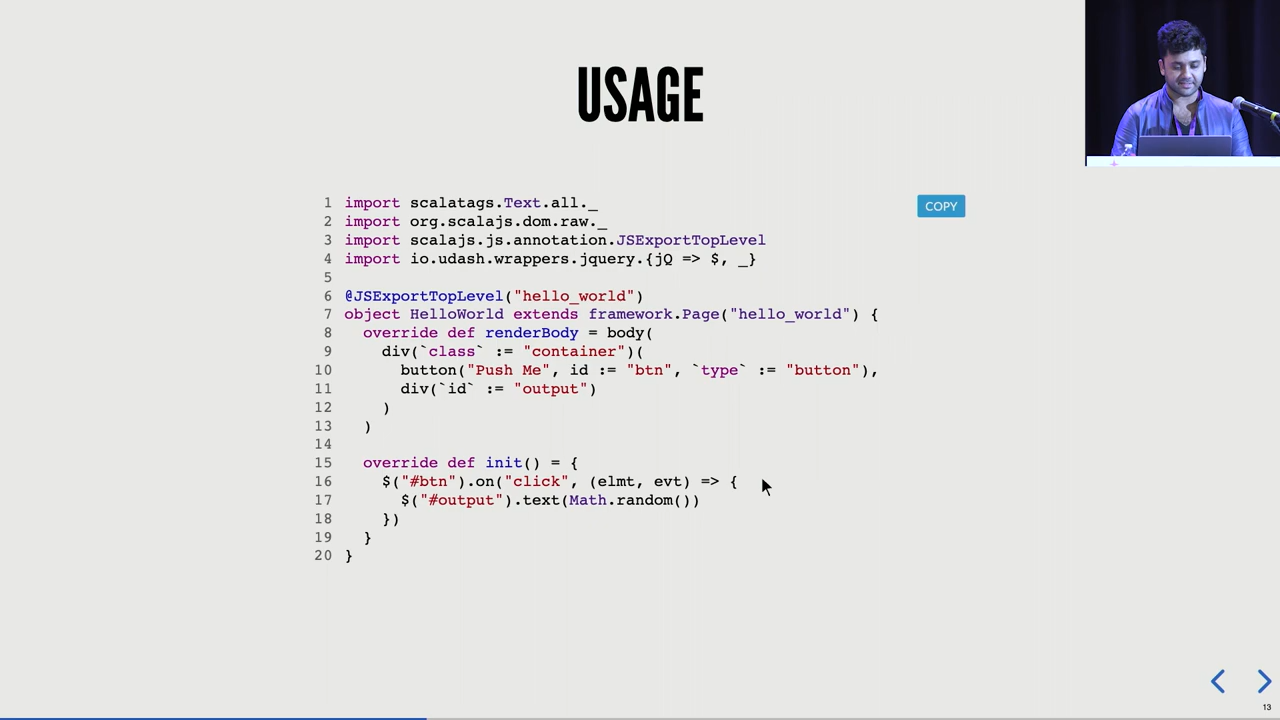 USAGE
COPY
1 import scalatags.Text.all._
2 import org.scalajs.dom.raw._
3 import scalajs.js.annotation.JSExportTopLevel
4 import io.udash.wrappers.jquery.{jQ => $, _}
5
6 @JSExportTopLevel("hello_world")
7 object HelloWorld extends framework.Page("hello_world") {
8   override def renderBody = body(
9     div(`class` := "container")(
10       button("Push Me", id := "btn", `type` := "button"),
11       div(`id` := "output")
12     )
13   )
14
15   override def init() = {
16     $("#btn").on("click", (elmt, evt) => {
17       $("#output").text(Math.random())
18     })
19   }
20 }
13